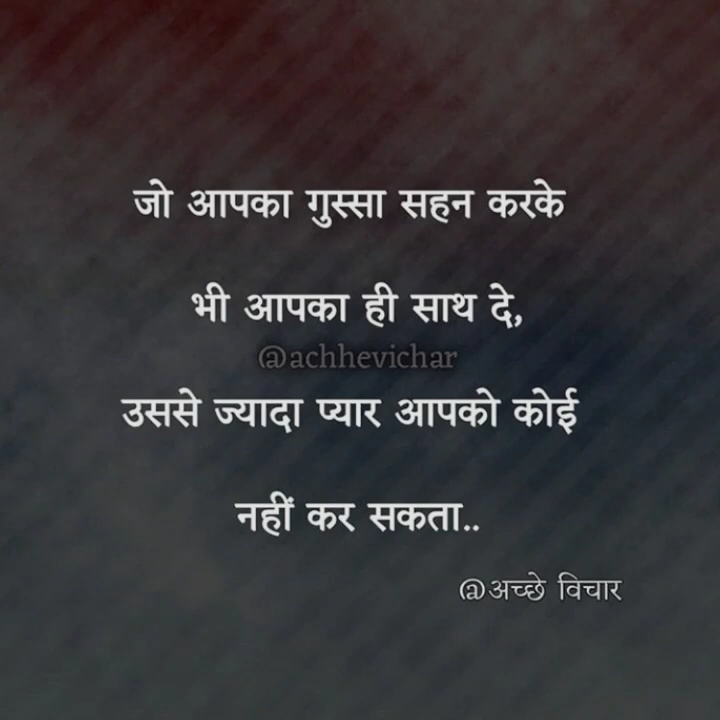 जो आपका गुस्सा सहन करके
भी आपका ही साथ दे,
@achhevichar
उससे ज्यादा प्यार आपको कोई
नहीं कर सकता..
@अच्छे विचार